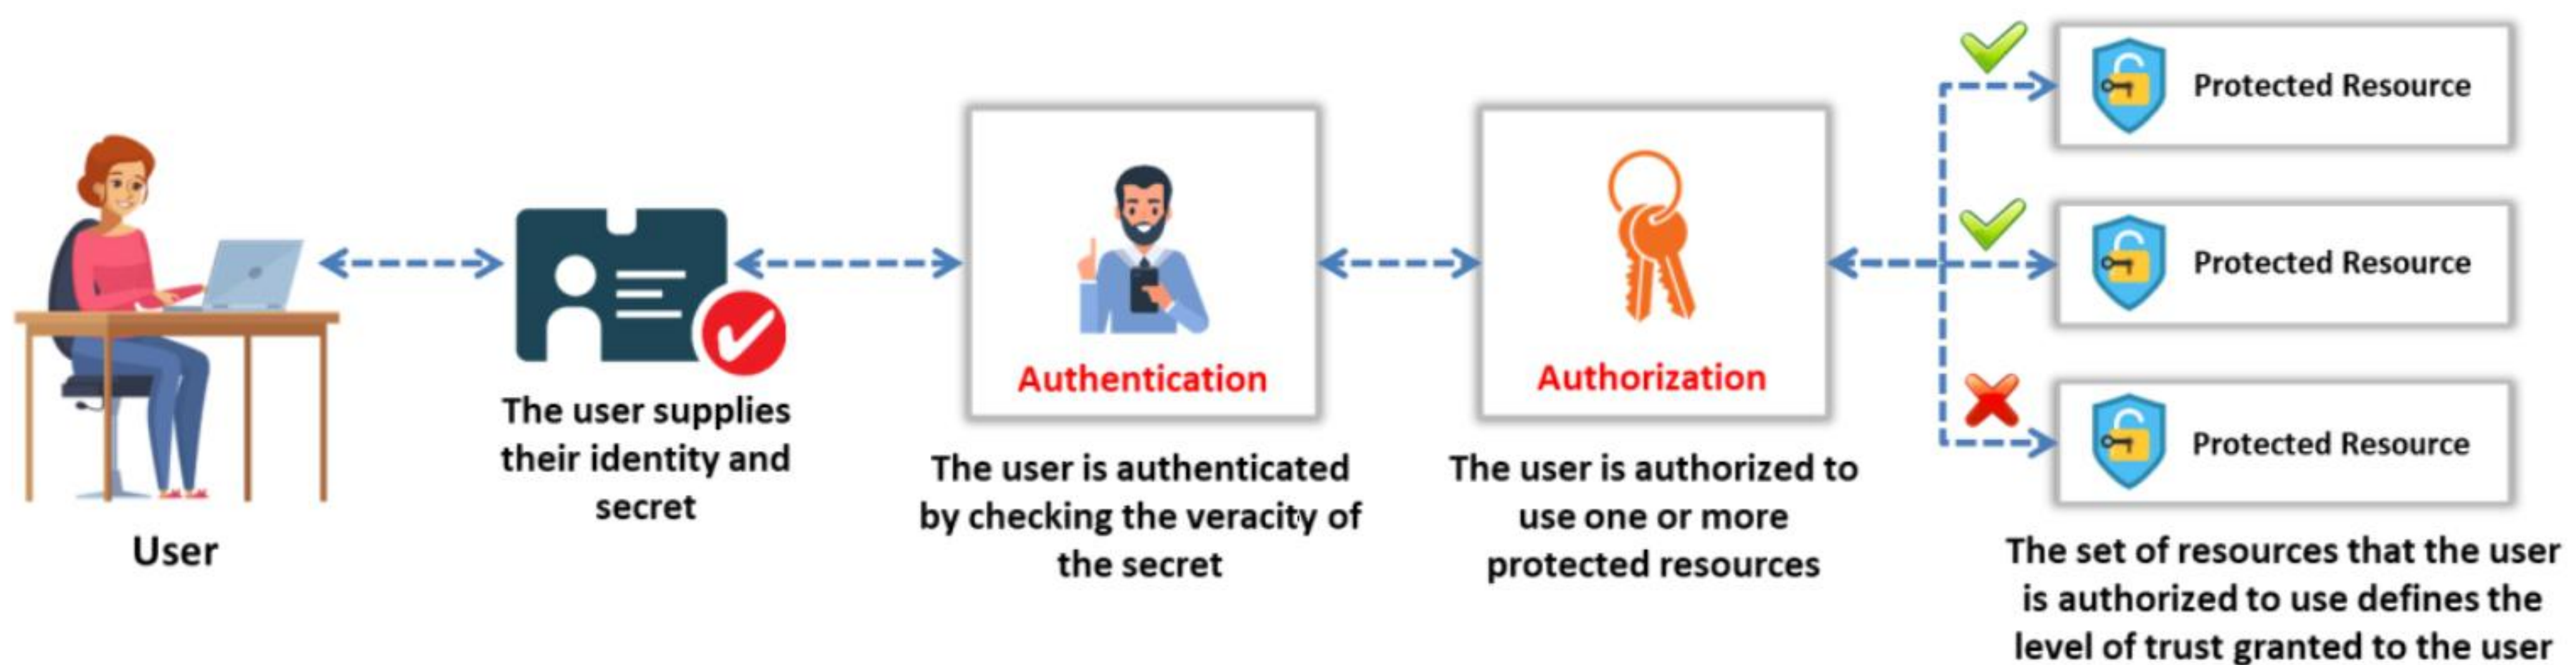 User
The user supplies
their identity and
secret
Authentication
The user is authenticated
by checking the veracity of
the secret
Authorization
The user is authorized to
use one or more
protected resources
Protected Resource
Protected Resource
Protected Resource
The set of resources that the user
is authorized to use defines the
level of trust granted to the user